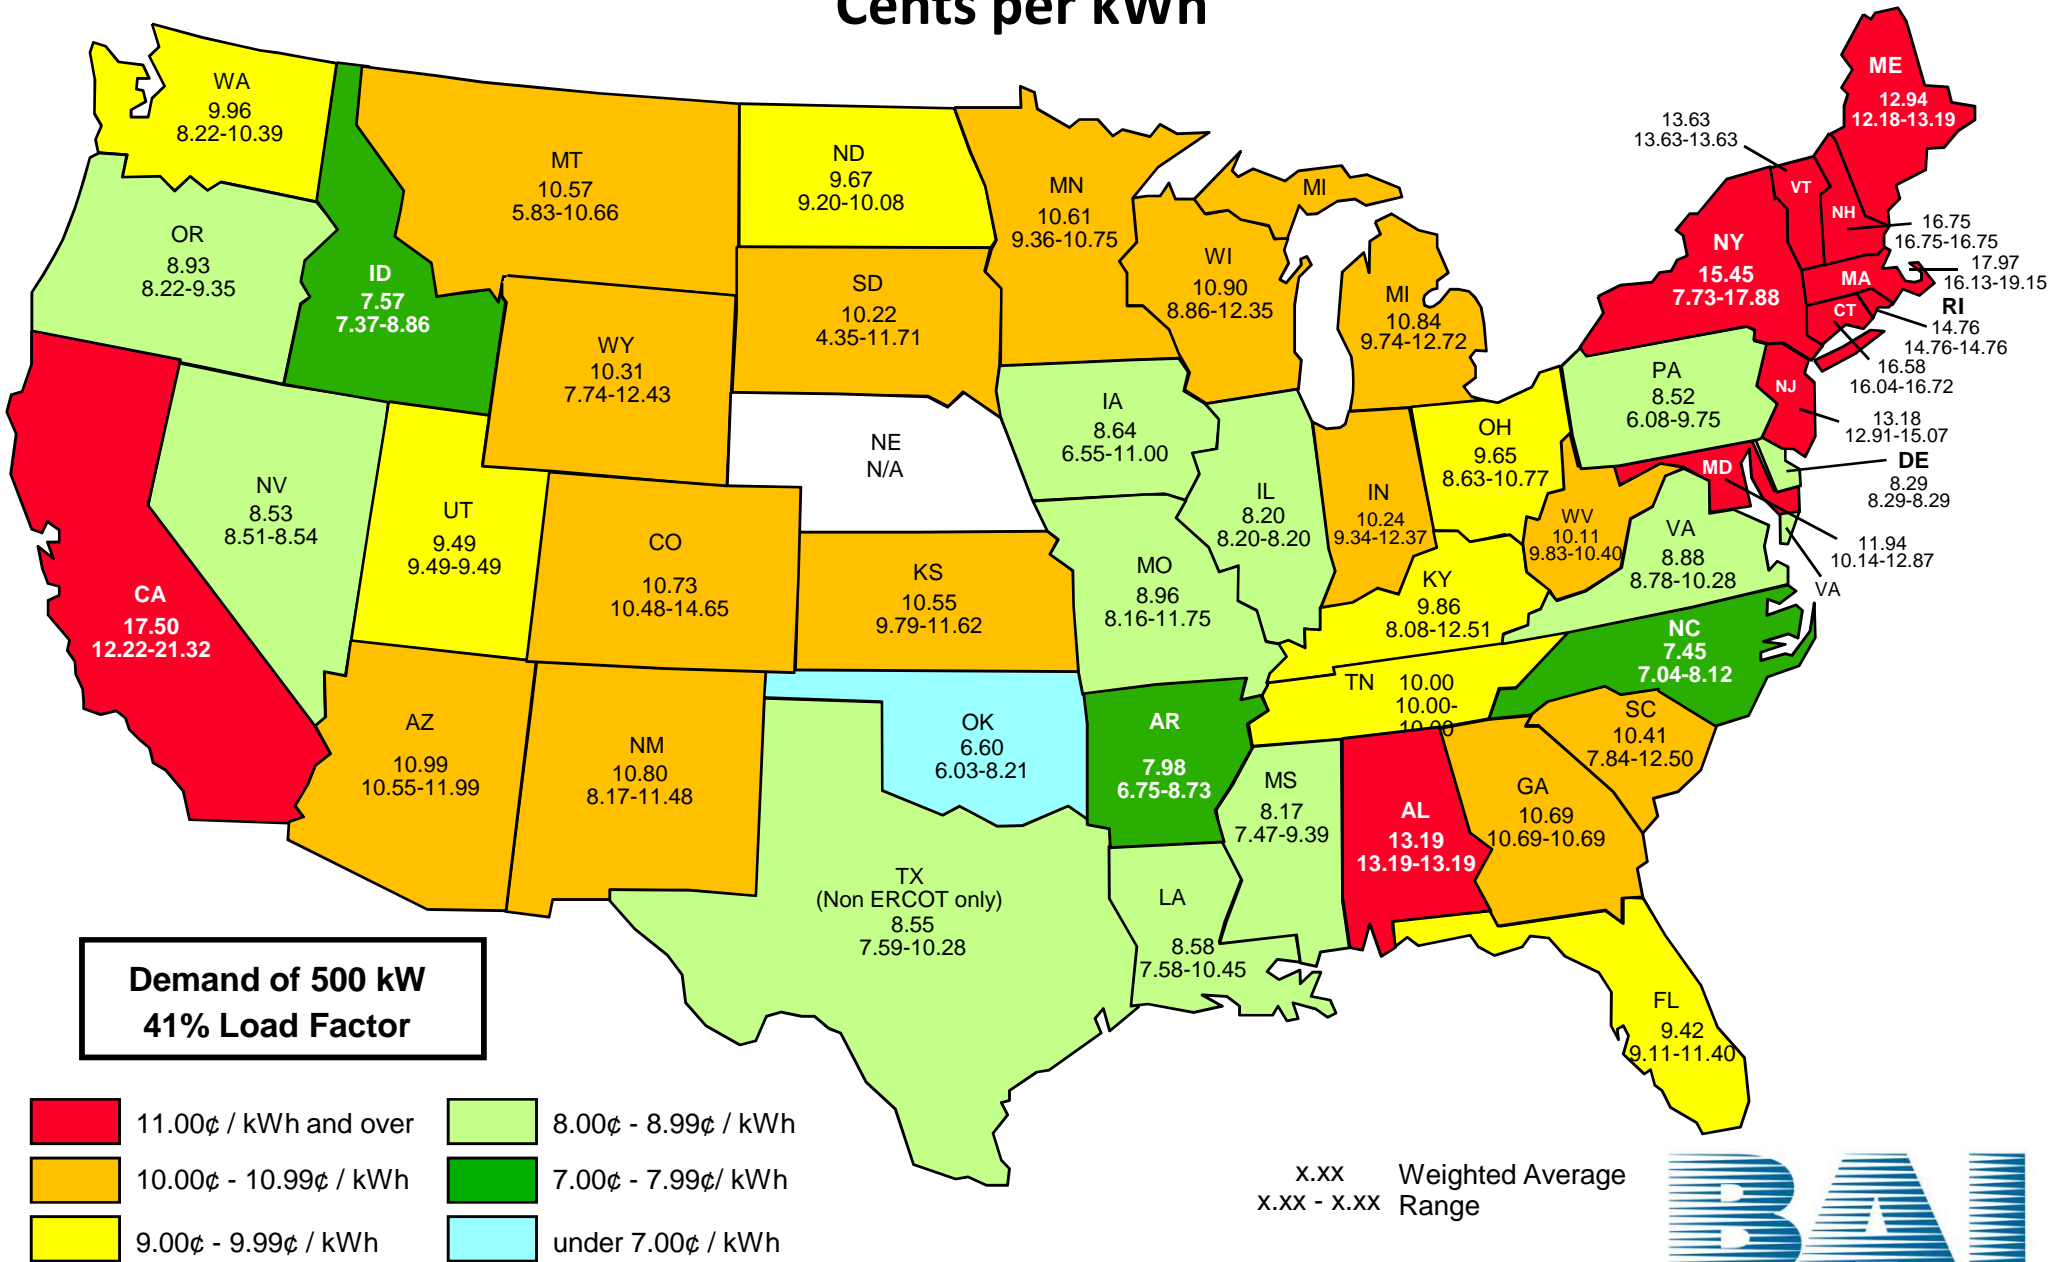 Cents per kWh
WA
9.96
8.22-10.39
MT
10.57
5.83-10.66
ND
9.67
9.20-10.08
MN
10.61
9.36-10.75
MI
ME
12.94
12.18-13.19
13.63
13.63-13.63
VT
NH
16.75
16.75-16.75
OR
8.93
8.22-9.35
ID
7.57
7.37-8.86
SD
10.22
4.35-11.71
WI
10.90
8.86-12.35
MI
10.84
9.74-12.72
NY
15.45
7.73-17.88
MA
17.97
16.13-19.15
CT
RI
14.76
14.76-14.76
16.58
16.04-16.72
WY
10.31
7.74-12.43
IA
8.64
6.55-11.00
PA
8.52
6.08-9.75
NJ
13.18
12.91-15.07
NE
N/A
OH
9.65
8.63-10.77
MD
DE
8.29
8.29-8.29
NV
8.53
8.51-8.54
UT
9.49
9.49-9.49
CO
10.73
10.48-14.65
KS
10.55
9.79-11.62
MO
8.96
8.16-11.75
IL
8.20
8.20-8.20
IN
10.24
9.34-12.37
WV
10.11
9.83-10.40
VA
8.88
8.78-10.28
11.94
10.14-12.87
VA
CA
17.50
12.22-21.32
KY
9.86
8.08-12.51
NC
7.45
7.04-8.12
TN
10.00
10.00-
10.00
AZ
10.99
10.55-11.99
NM
10.80
8.17-11.48
OK
6.60
6.03-8.21
AR
7.98
6.75-8.73
SC
10.41
7.84-12.50
MS
8.17
7.47-9.39
AL
13.19
13.19-13.19
GA
10.69
10.69-10.69
TX
(Non ERCOT only)
8.55
7.59-10.28
LA
8.58
7.58-10.45
FL
9.42
9.11-11.40
Demand of 500 kW
41% Load Factor
11.00¢ / kWh and over
10.00¢ - 10.99¢ / kWh
9.00¢ - 9.99¢ / kWh
8.00¢ - 8.99¢ / kWh
7.00¢ - 7.99¢/ kWh
under 7.00¢ / kWh
x.xx Weighted Average
x.xx - x.xx Range
BAI